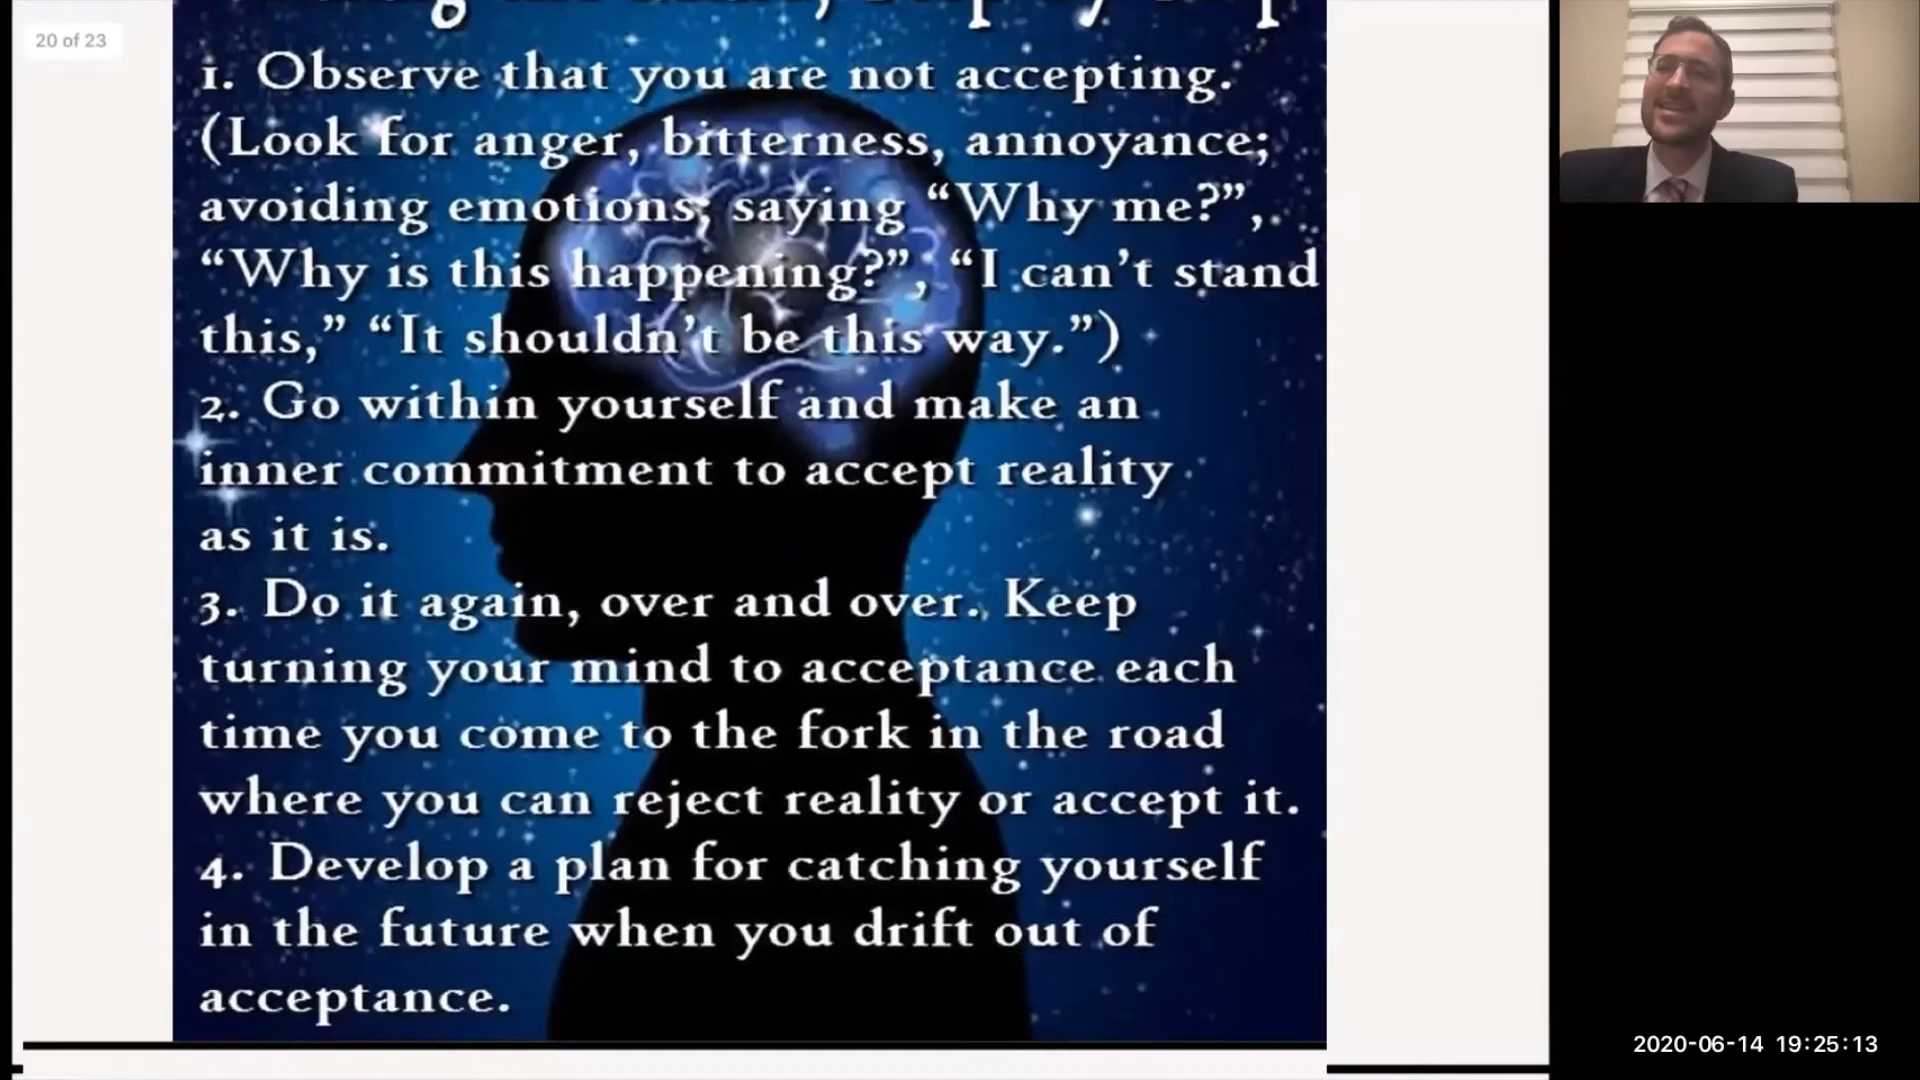 20 of 23
1. Observe that you are not accepting.
(Look for anger, bitterness, annoyance;
avoiding emotions; saying “Why me?”,
“Why is this happening?”, “I can’t stand
this,” “It shouldn’t be this way.”)
2. Go within yourself and make an
inner commitment to accept reality
as it is.
3. Do it again, over and over. Keep
turning your mind to acceptance each
time you come to the fork in the road
where you can reject reality or accept it.
4. Develop a plan for catching yourself
in the future when you drift out of
acceptance.
2020-06-14 19:25:13